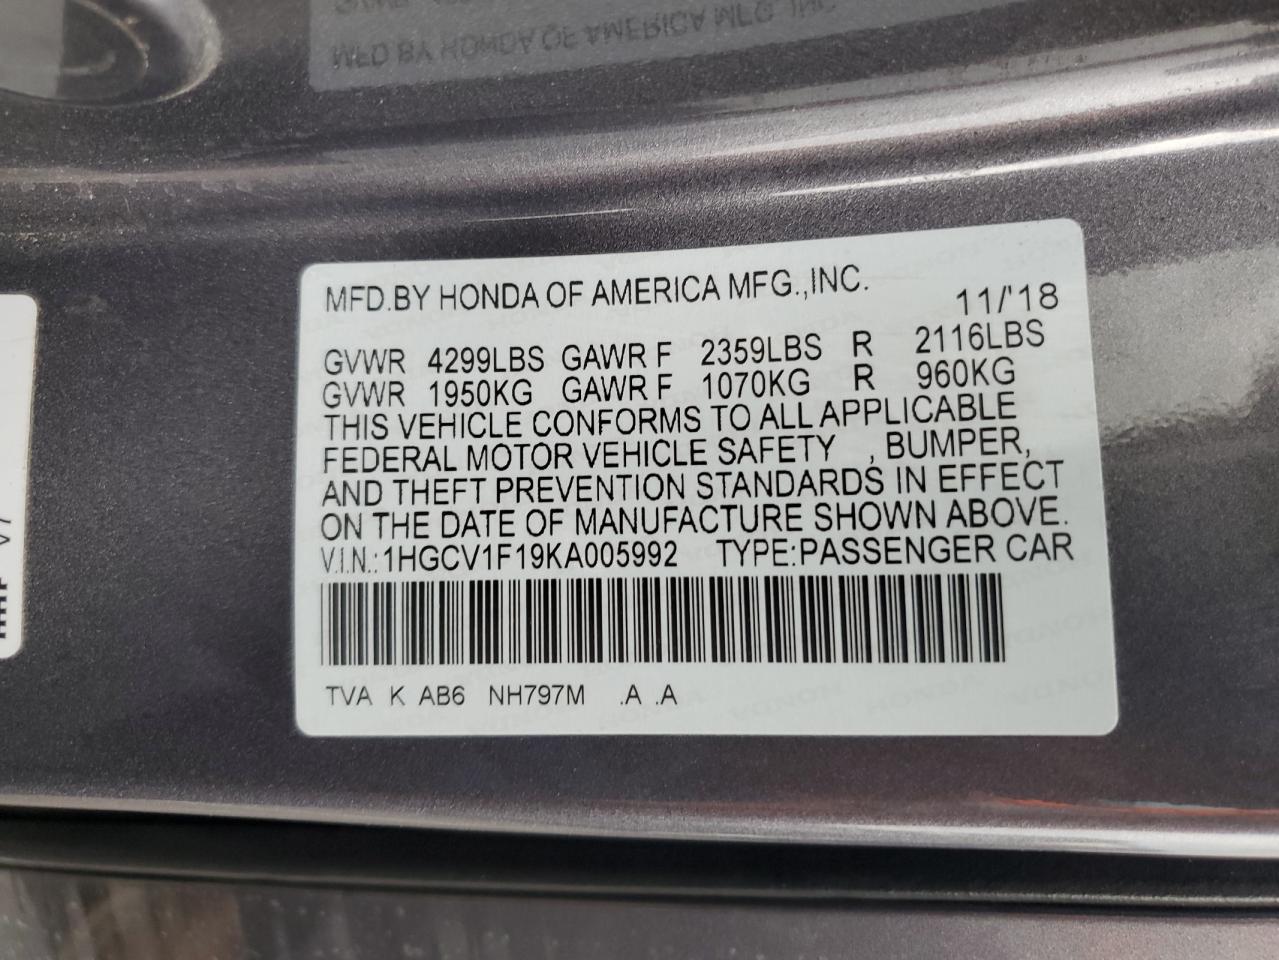 MFD.BY HONDA OF AMERICA MFG.,INC.
11/'18
GVWR 4299LBS GAWR F 2359LBS R 2116LBS
GVWR 1950KG GAWR F 1070KG R 960KG
THIS VEHICLE CONFORMS TO ALL APPLICABLE
FEDERAL MOTOR VEHICLE SAFETY , BUMPER,
AND THEFT PREVENTION STANDARDS IN EFFECT
ON THE DATE OF MANUFACTURE SHOWN ABOVE.
V.I.N.:1HGCV1F19KA005992 TYPE:PASSENGER CAR
TVA K AB6 NH797M .A .A